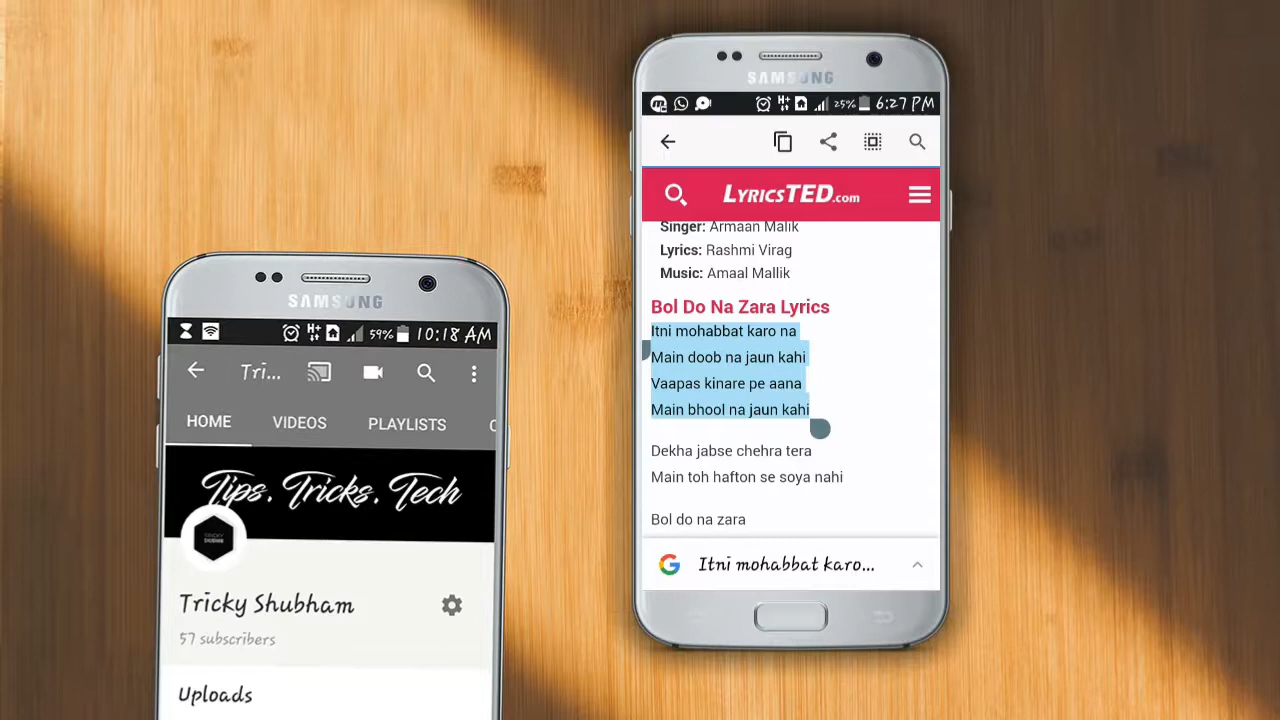 SAMSUNG
25% 6:27 PM
LYRICSTED.com
Singer: Armaan Malik
Lyrics: Rashmi Virag
Music: Amaal Mallik
Bol Do Na Zara Lyrics
Itni mohabbat karo na
Main doob na jaun kahi
Vaapas kinare pe aana
Main bhool na jaun kahi
Dekha jabse chehra tera
Main toh hafton se soya nahi
Bol do na zara
Itni mohabbat karo...
SAMSUNG
59% 10:18 AM
Tri...
HOME VIDEOS PLAYLISTS
Tips. Tricks. Tech
TRICKY
SHUBHAM
Tricky Shubham
57 subscribers
Uploads